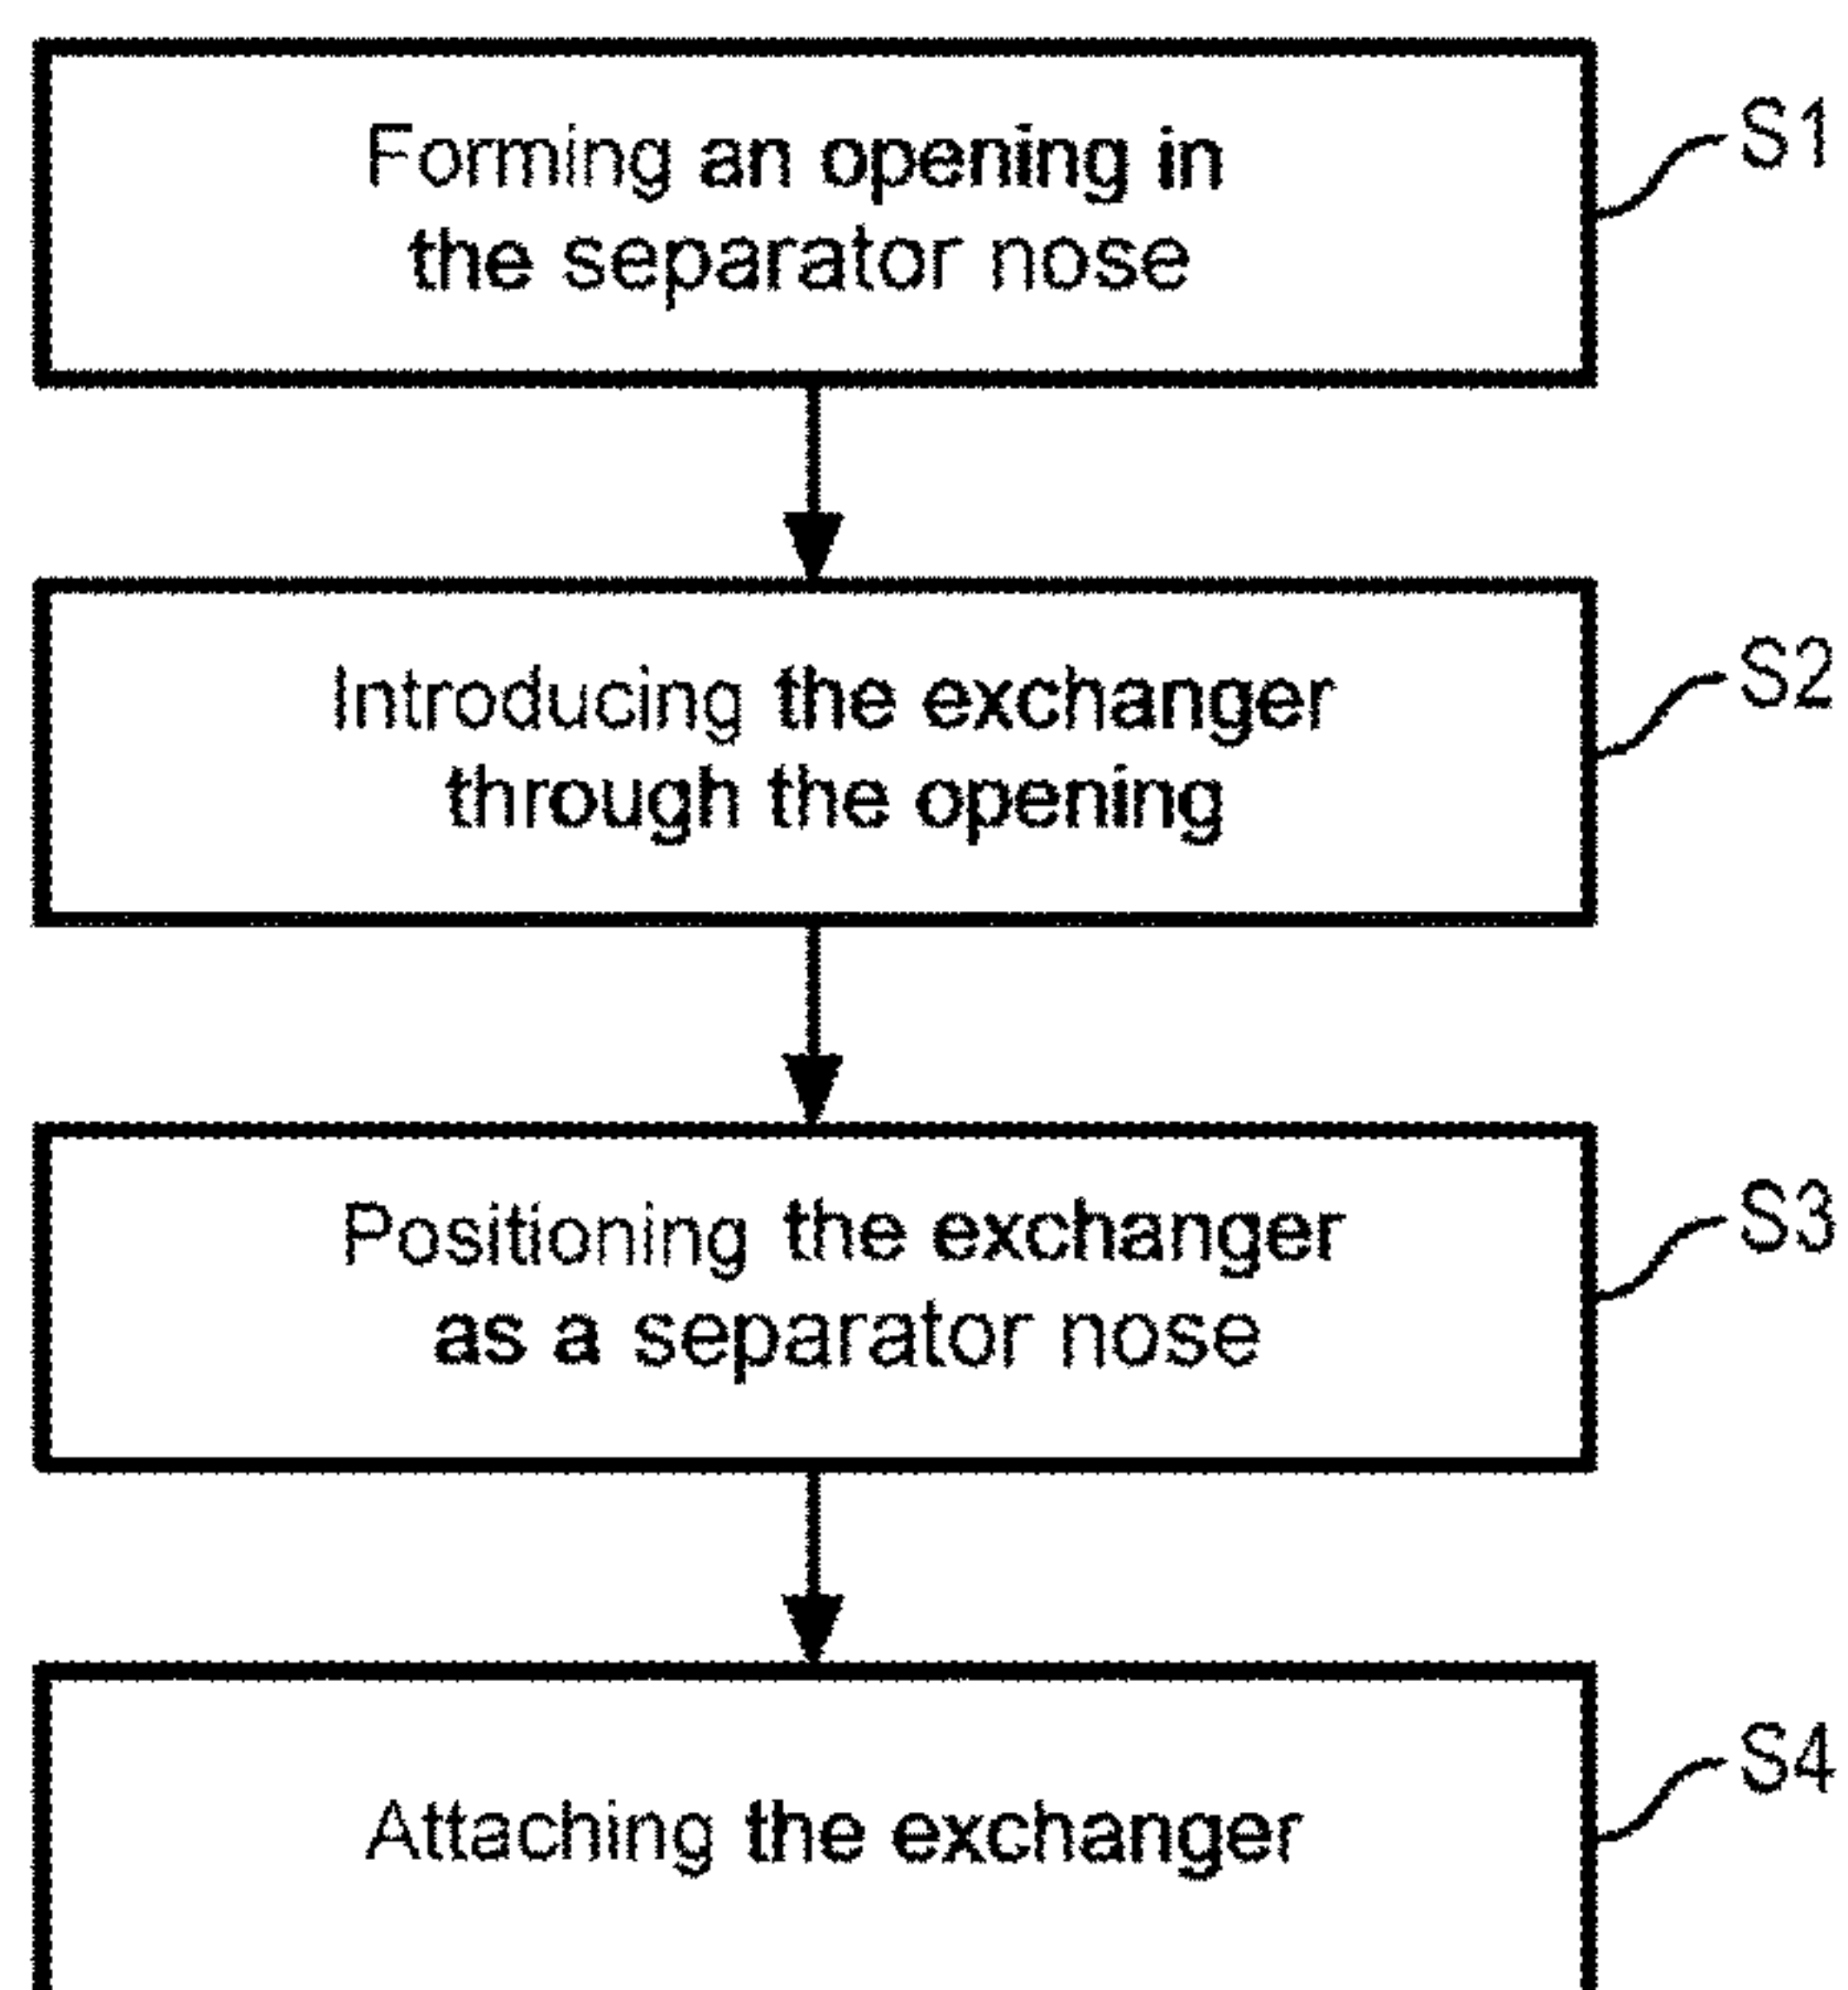 Forming an opening in
the separator nose
S1
Introducing the exchanger
through the opening
S2
Positioning the exchanger
as a separator nose
S3
Attaching the exchanger
S4